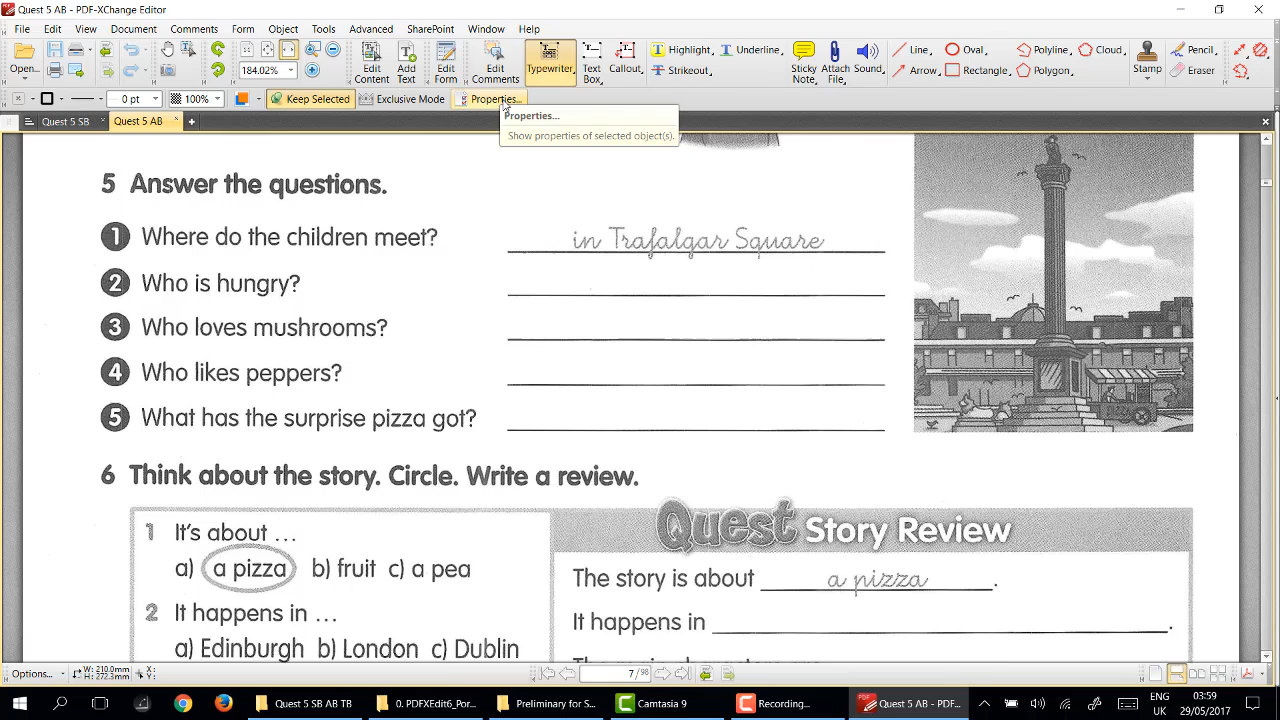 Quest 5 AB - PDF-XChange Editor
File Edit View Document Comments Form Object Tools Advanced SharePoint Window Help
Open... 184.02% Edit Content Add Text Edit Form Edit Comments Typewriter Text Box Callout Highlight Strikeout Underline Sticky Note Attach File Sound Line Arrow Oval Rectangle Polyline Polygon Cloud Stamp Pencil Eraser
0 pt 100% Keep Selected Exclusive Mode Properties...
Properties...
Show properties of selected object(s).
Quest 5 SB Quest 5 AB
5 Answer the questions.
1 Where do the children meet? in Trafalgar Square
2 Who is hungry?
3 Who loves mushrooms?
4 Who likes peppers?
5 What has the surprise pizza got?
6 Think about the story. Circle. Write a review.
1 It's about ...
a) a pizza b) fruit c) a pea
2 It happens in ...
a) Edinburgh b) London c) Dublin
Quest Story Review
The story is about a pizza.
It happens in .
Options... W: 210.0mm H: 272.3mm X: Y: 7 / 98
Quest 5 SB AB TB 0. PDFXEdit6_Por... Preliminary for S... Camtasia 9 Recording... Quest 5 AB - PDF... ENG UK 03:59 29/05/2017